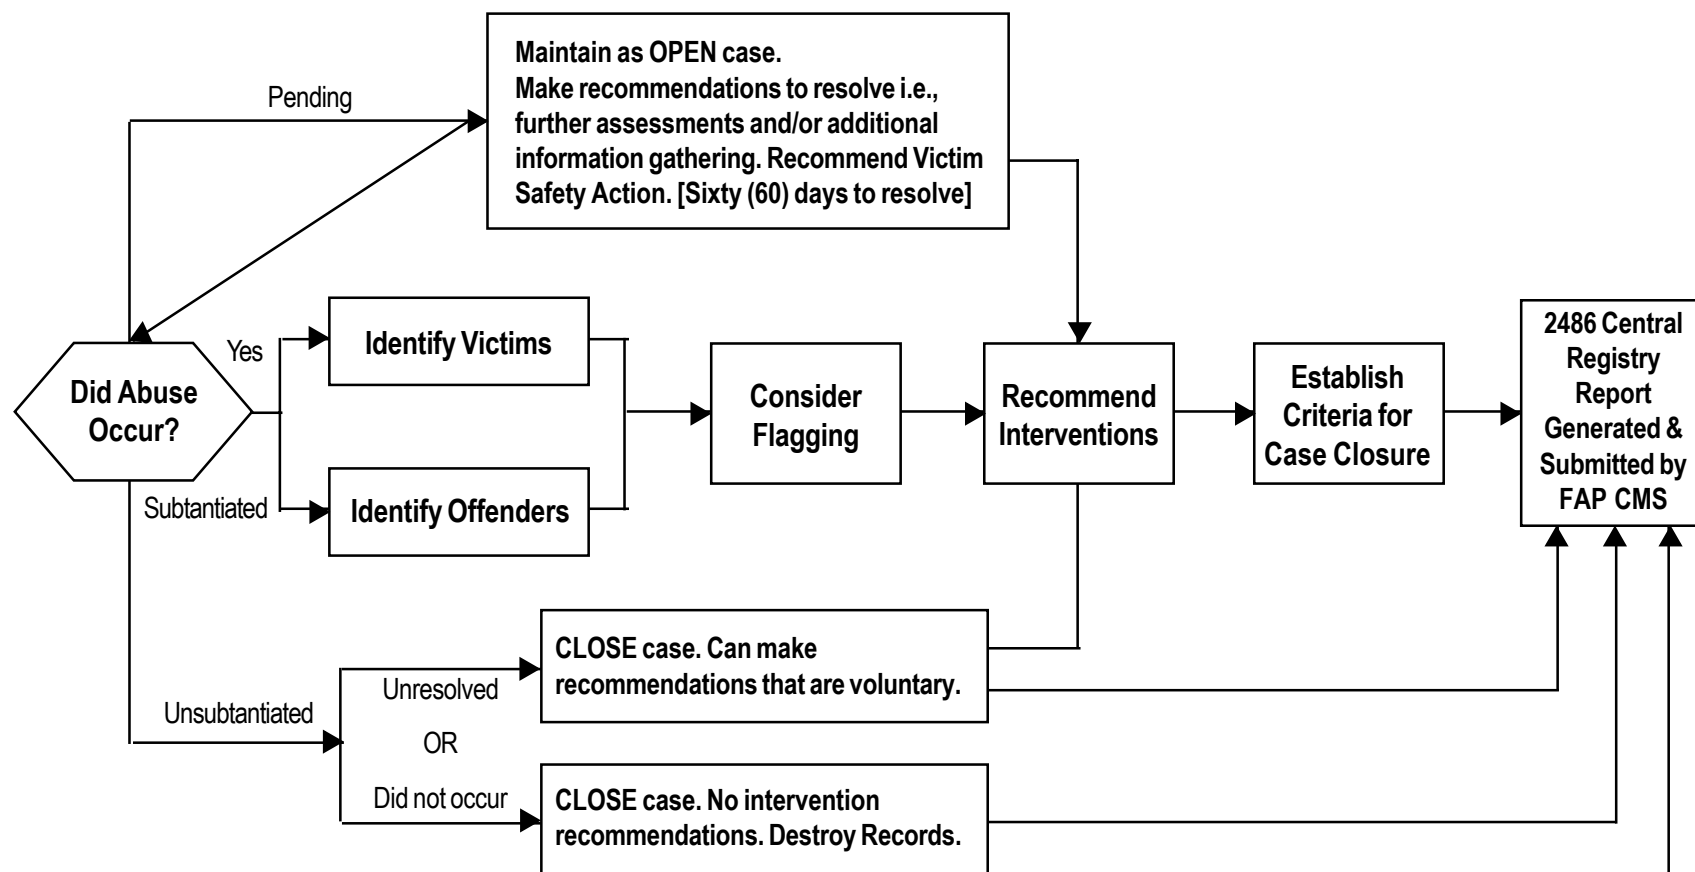 Pending
Maintain as OPEN case.
Make recommendations to resolve i.e.,
further assessments and/or additional
information gathering. Recommend Victim
Safety Action. [Sixty (60) days to resolve]
Did Abuse
Occur?
Yes
Subtantiated
Identify Victims
Identify Offenders
Consider
Flagging
Recommend
Interventions
Establish
Criteria for
Case Closure
2486 Central
Registry
Report
Generated &
Submitted by
FAP CMS
Unsubtantiated
Unresolved
OR
Did not occur
CLOSE case. Can make
recommendations that are voluntary.
CLOSE case. No intervention
recommendations. Destroy Records.